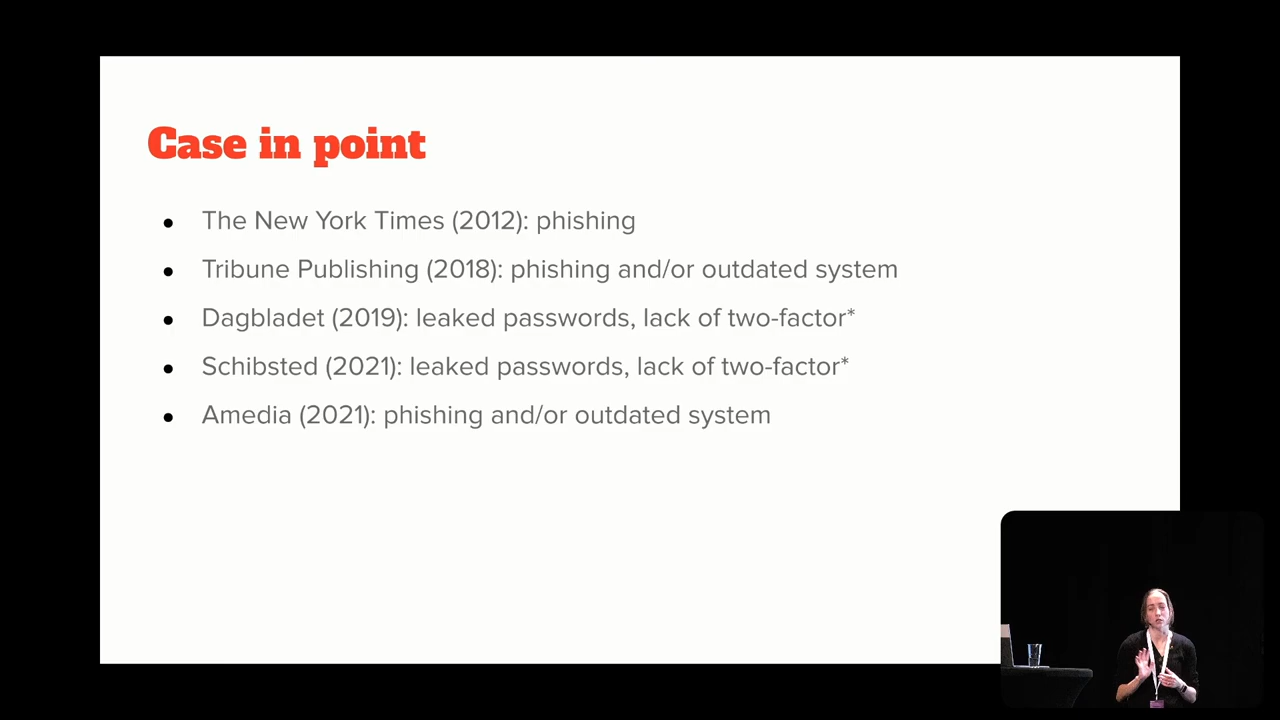 Case in point
● The New York Times (2012): phishing
● Tribune Publishing (2018): phishing and/or outdated system
● Dagbladet (2019): leaked passwords, lack of two-factor*
● Schibsted (2021): leaked passwords, lack of two-factor*
● Amedia (2021): phishing and/or outdated system